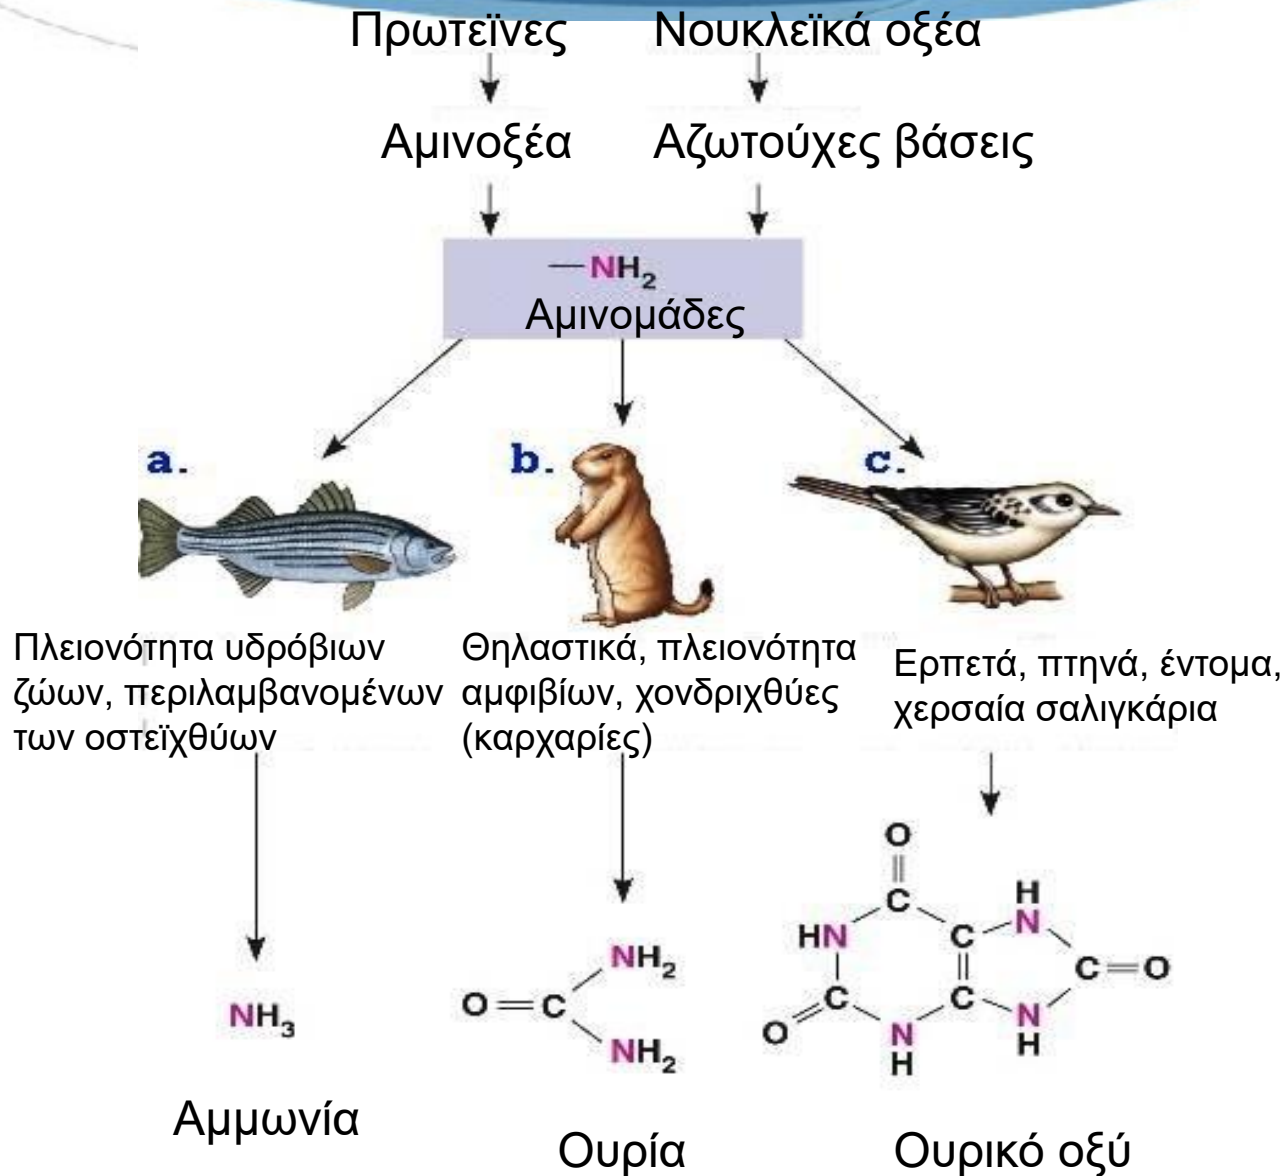 Πρωτεϊνες Νουκλεϊκά οξέα
Αμινοξέα Αζωτούχες βάσεις
—NH₂
Αμινομάδες
a. b. c.
Πλειονότητα υδρόβιων
ζώων, περιλαμβανομένων
των οστεϊχθύων
Θηλαστικά, πλειονότητα
αμφιβίων, χονδριχθύες
(καρχαρίες)
Ερπετά, πτηνά, έντομα,
χερσαία σαλιγκάρια
NH₃
NH₂
O=C
NH₂
O
C H
HN N
C
C=O
C C
O N N
H H
Αμμωνία
Ουρία
Ουρικό οξύ